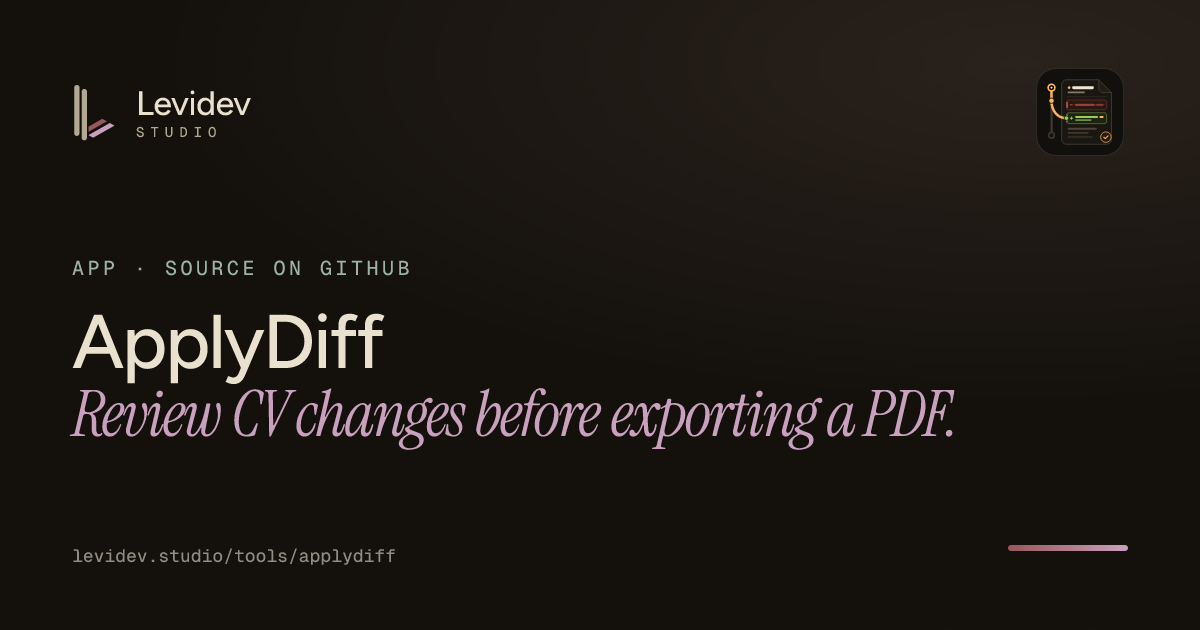 Levidev
STUDIO
APP · SOURCE ON GITHUB
ApplyDiff
Review CV changes before exporting a PDF.
levidev.studio/tools/applydiff